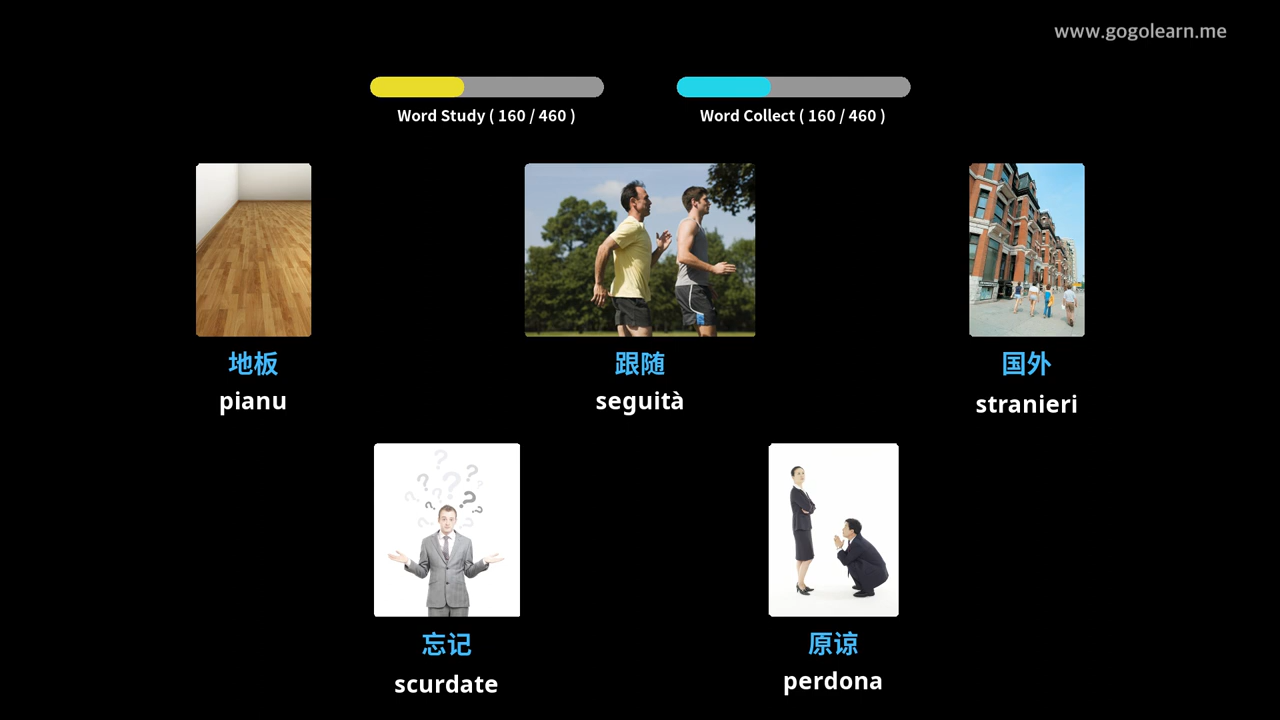 www.gogolearn.me
Word Study ( 160 / 460 )
Word Collect ( 160 / 460 )
地板
跟随
国外
pianu
seguità
stranieri
忘记
原谅
scurdate
perdona